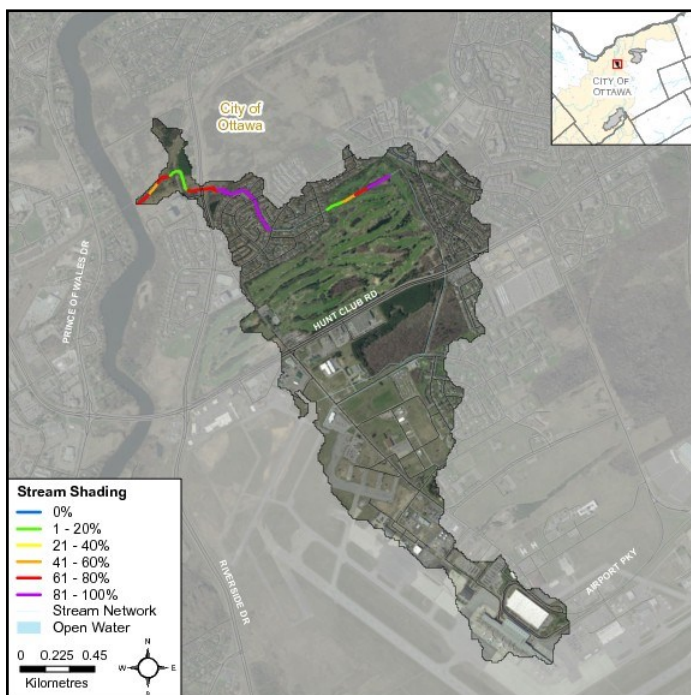 City of
Ottawa
CITY OF
OTTAWA
PRINCE OF WALES DR
HUNT CLUB RD
RIVERSIDE DR
AIRPORT PKY
Stream Shading
0%
1 - 20%
21 - 40%
41 - 60%
61 - 80%
81 - 100%
Stream Network
Open Water
0 0.225 0.45
Kilometres
N
W E
S